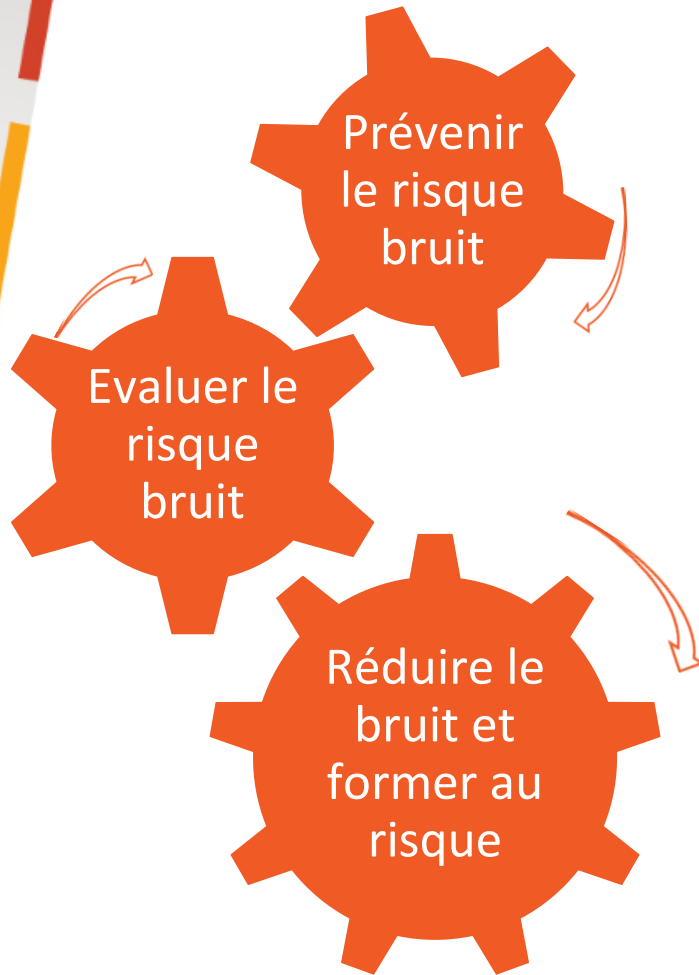 Prévenir
le risque
bruit
Evaluer le
risque
bruit
Réduire le
bruit et
former au
risque